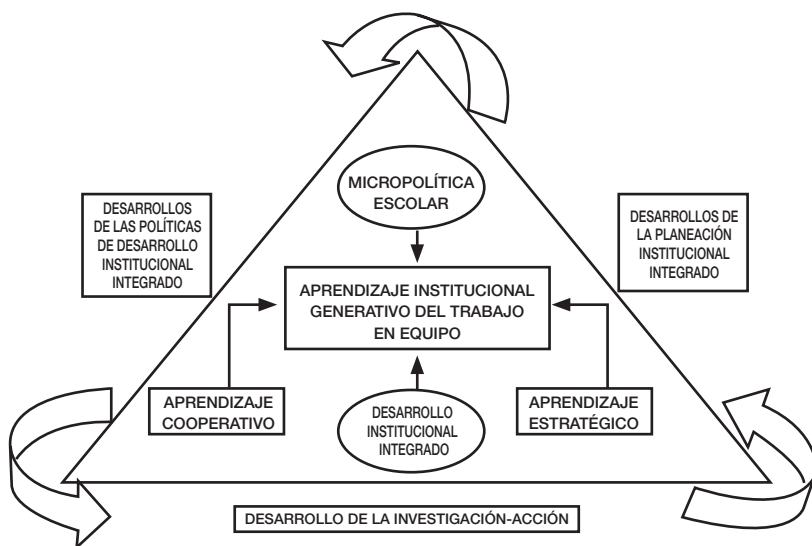 MICROPOLÍTICA
ESCOLAR
DESARROLLOS
DE LAS POLÍTICAS
DE DESARROLLO
INSTITUCIONAL
INTEGRADO
DESARROLLOS DE
LA PLANEACIÓN
INSTITUCIONAL
INTEGRADO
APRENDIZAJE INSTITUCIONAL
GENERATIVO DEL TRABAJO
EN EQUIPO
APRENDIZAJE
COOPERATIVO
DESARROLLO
INSTITUCIONAL
INTEGRADO
APRENDIZAJE
ESTRATÉGICO
DESARROLLO DE LA INVESTIGACIÓN-ACCIÓN